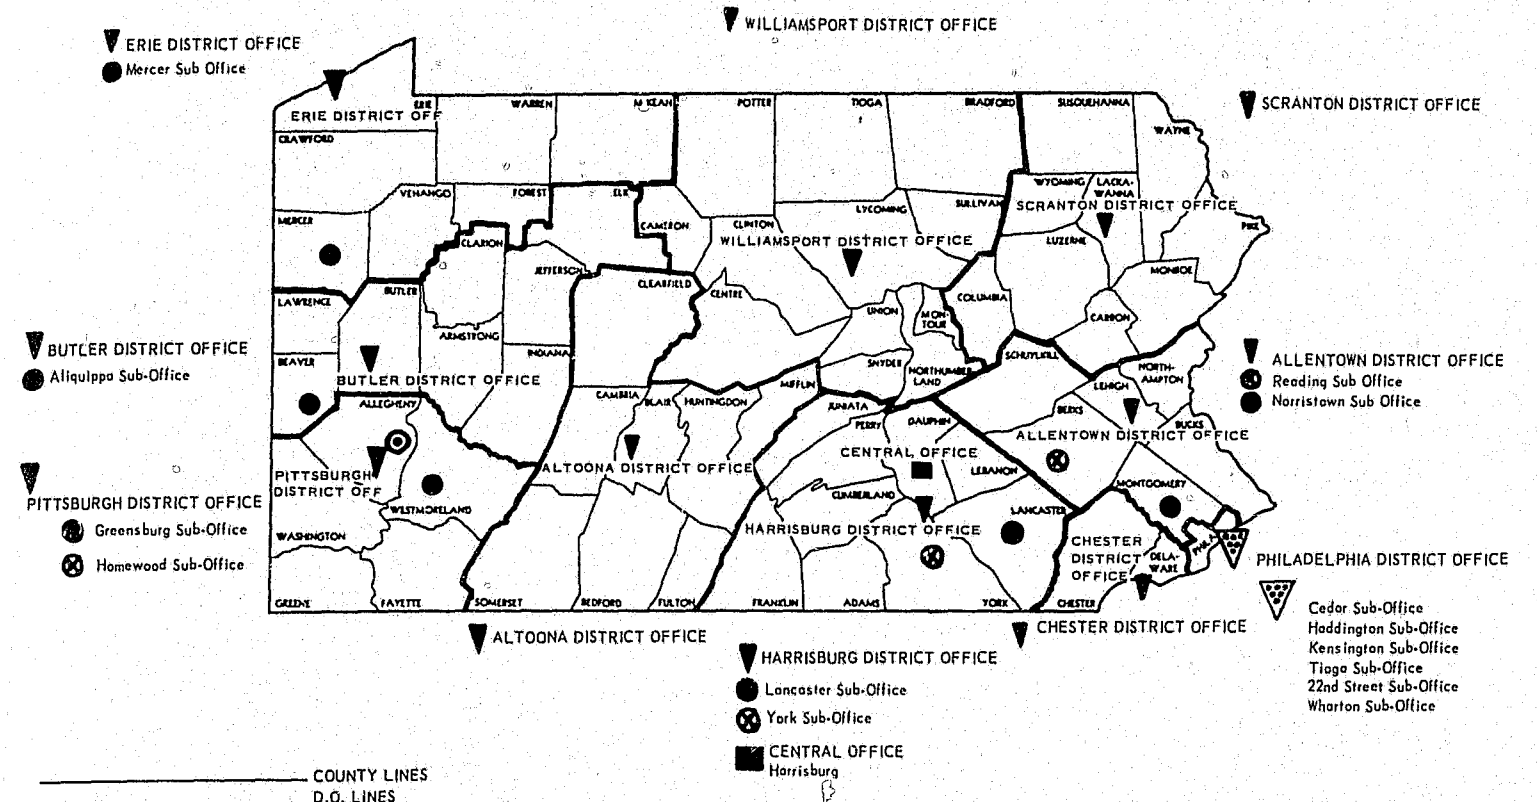 WILLIAMSPORT DISTRICT OFFICE
ERIE DISTRICT OFFICE
Mercer Sub Office
SCRANTON DISTRICT OFFICE
ERIE
WARREN
McKEAN
POTTER
TIOGA
BRADFORD
SUSQUEHANNA
WAYNE
ERIE DISTRICT OFF
CRAWFORD
VENANGO
FOREST
ELK
WYOMING
LACKA-
WANNA
MERCER
CAMERON
CLINTON
LYCOMING
SULLIVAN
SCRANTON DISTRICT OFFICE
CLARION
WILLIAMSPORT DISTRICT OFFICE
LUZERNE
PIKE
JEFFERSON
CLEARFIELD
CENTRE
MONROE
LAWRENCE
BUTLER
UNION
MON-
TOUR
COLUMBIA
CARBON
ARMSTRONG
INDIANA
BUTLER DISTRICT OFFICE
Aliquippa Sub-Office
BEAVER
BUTLER DISTRICT OFFICE
SNYDER
NORTHUMBER
LAND
SCHUYLKILL
NORTH-
AMPTON
LEHIGH
ALLENTOWN DISTRICT OFFICE
Reading Sub Office
Norristown Sub Office
ALLEGHENY
CAMBRIA
BLAIR
HUNTINGDON
MIFFLIN
JUNIATA
PERRY
DAUPHIN
BERKS
BUCKS
ALLENTOWN DISTRICT OFFICE
CENTRAL OFFICE
LEBANON
PITTSBURGH
DISTRICT OFF
ALTOONA DISTRICT OFFICE
PITTSBURGH DISTRICT OFFICE
Greensburg Sub-Office
Homewood Sub-Office
WESTMORELAND
CUMBERLAND
LANCASTER
MONTGOMERY
WASHINGTON
HARRISBURG DISTRICT OFFICE
CHESTER
DISTRICT
OFFICE
DELA-
WARE
PHILA
PHILADELPHIA DISTRICT OFFICE
Cedar Sub-Office
Haddington Sub-Office
Kensington Sub-Office
Tioga Sub-Office
22nd Street Sub-Office
Wharton Sub-Office
GREENE
FAYETTE
SOMERSET
BEDFORD
FULTON
FRANKLIN
ADAMS
YORK
CHESTER
ALTOONA DISTRICT OFFICE
CHESTER DISTRICT OFFICE
HARRISBURG DISTRICT OFFICE
Lancaster Sub-Office
York Sub-Office
CENTRAL OFFICE
Harrisburg
COUNTY LINES
D.O. LINES